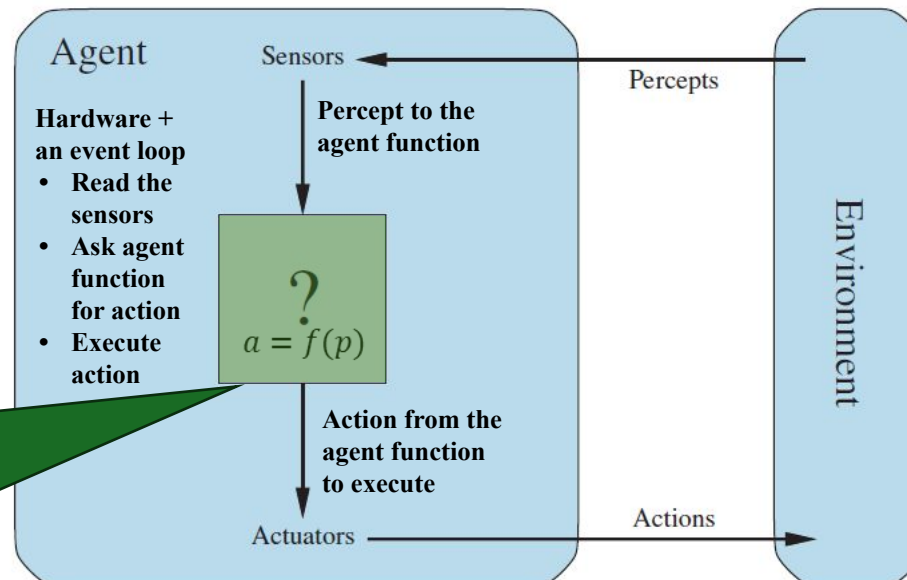 Agent
Sensors
Percepts
Hardware +
an event loop
• Read the
sensors
• Ask agent
function
for action
• Execute
action
Percept to the
agent function
?
a = f(p)
Action from the
agent function
to execute
Actuators
Actions
Environment